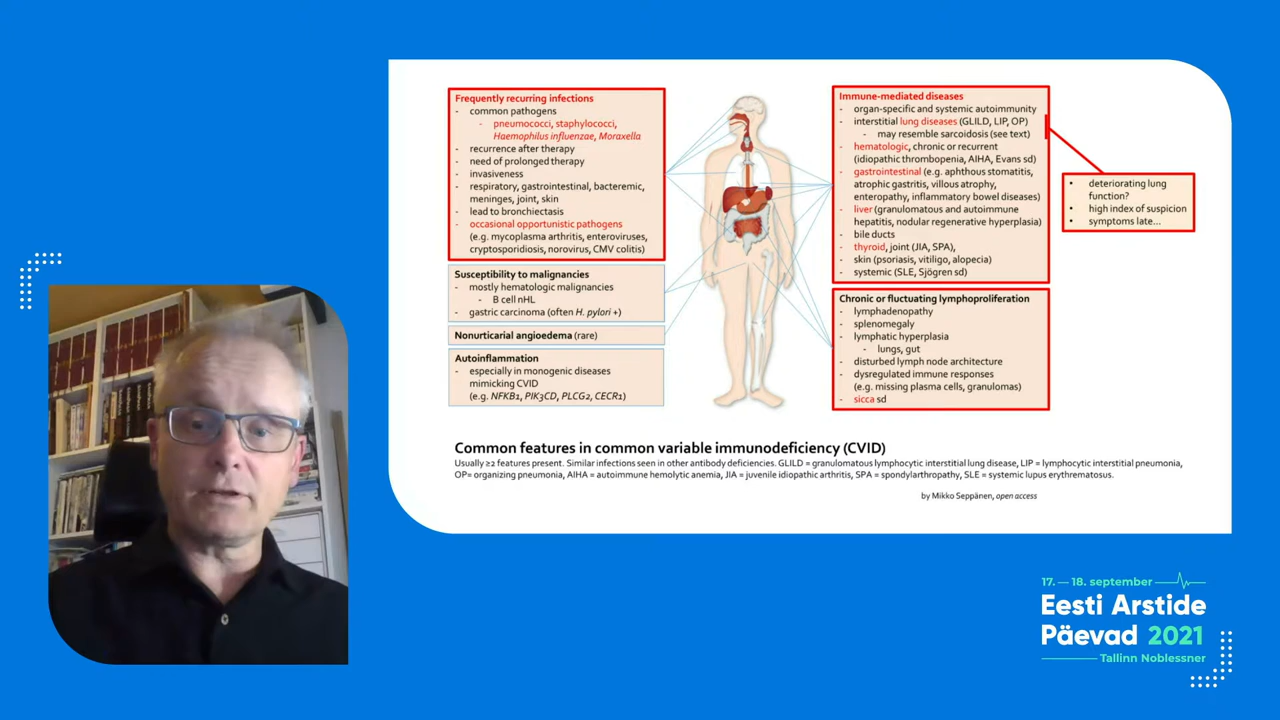 Frequently recurring infections
- common pathogens
- pneumococci, staphylococci,
Haemophilus influenzae, Moraxella
- recurrence after therapy
- need of prolonged therapy
- invasiveness
- respiratory, gastrointestinal, bacteremic,
meninges, joint, skin
- lead to bronchiectasis
- occasional opportunistic pathogens
(e.g. mycoplasma arthritis, enteroviruses,
cryptosporidiosis, norovirus, CMV colitis)
Susceptibility to malignancies
- mostly hematologic malignancies
- B cell nHL
- gastric carcinoma (often H. pylori +)
Nonurticarial angioedema (rare)
Autoinflammation
- especially in monogenic diseases
mimicking CVID
(e.g. NFKB1, PIK3CD, PLCG2, CECR1)
Immune-mediated diseases
- organ-specific and systemic autoimmunity
- interstitial lung diseases (GLILD, LIP, OP)
- may resemble sarcoidosis (see text)
- hematologic, chronic or recurrent
(idiopathic thrombopenia, AIHA, Evans sd)
- gastrointestinal (e.g. aphthous stomatitis,
atrophic gastritis, villous atrophy,
enteropathy, inflammatory bowel diseases)
- liver (granulomatous and autoimmune
hepatitis, nodular regenerative hyperplasia)
- bile ducts
- thyroid, joint (JIA, SPA),
- skin (psoriasis, vitiligo, alopecia)
- systemic (SLE, Sjögren sd)
• deteriorating lung
function?
• high index of suspicion
• symptoms late...
Chronic or fluctuating lymphoproliferation
- lymphadenopathy
- splenomegaly
- lymphatic hyperplasia
- lungs, gut
- disturbed lymph node architecture
- dysregulated immune responses
(e.g. missing plasma cells, granulomas)
- sicca sd
Common features in common variable immunodeficiency (CVID)
Usually ≥2 features present. Similar infections seen in other antibody deficiencies. GLILD = granulomatous lymphocytic interstitial lung disease, LIP = lymphocytic interstitial pneumonia,
OP= organizing pneumonia, AIHA = autoimmune hemolytic anemia, JIA = juvenile idiopathic arthritis, SPA = spondylarthropathy, SLE = systemic lupus erythematosus.
by Mikko Seppänen, open access
17. — 18. september
Eesti Arstide
Päevad 2021
Tallinn Noblessner